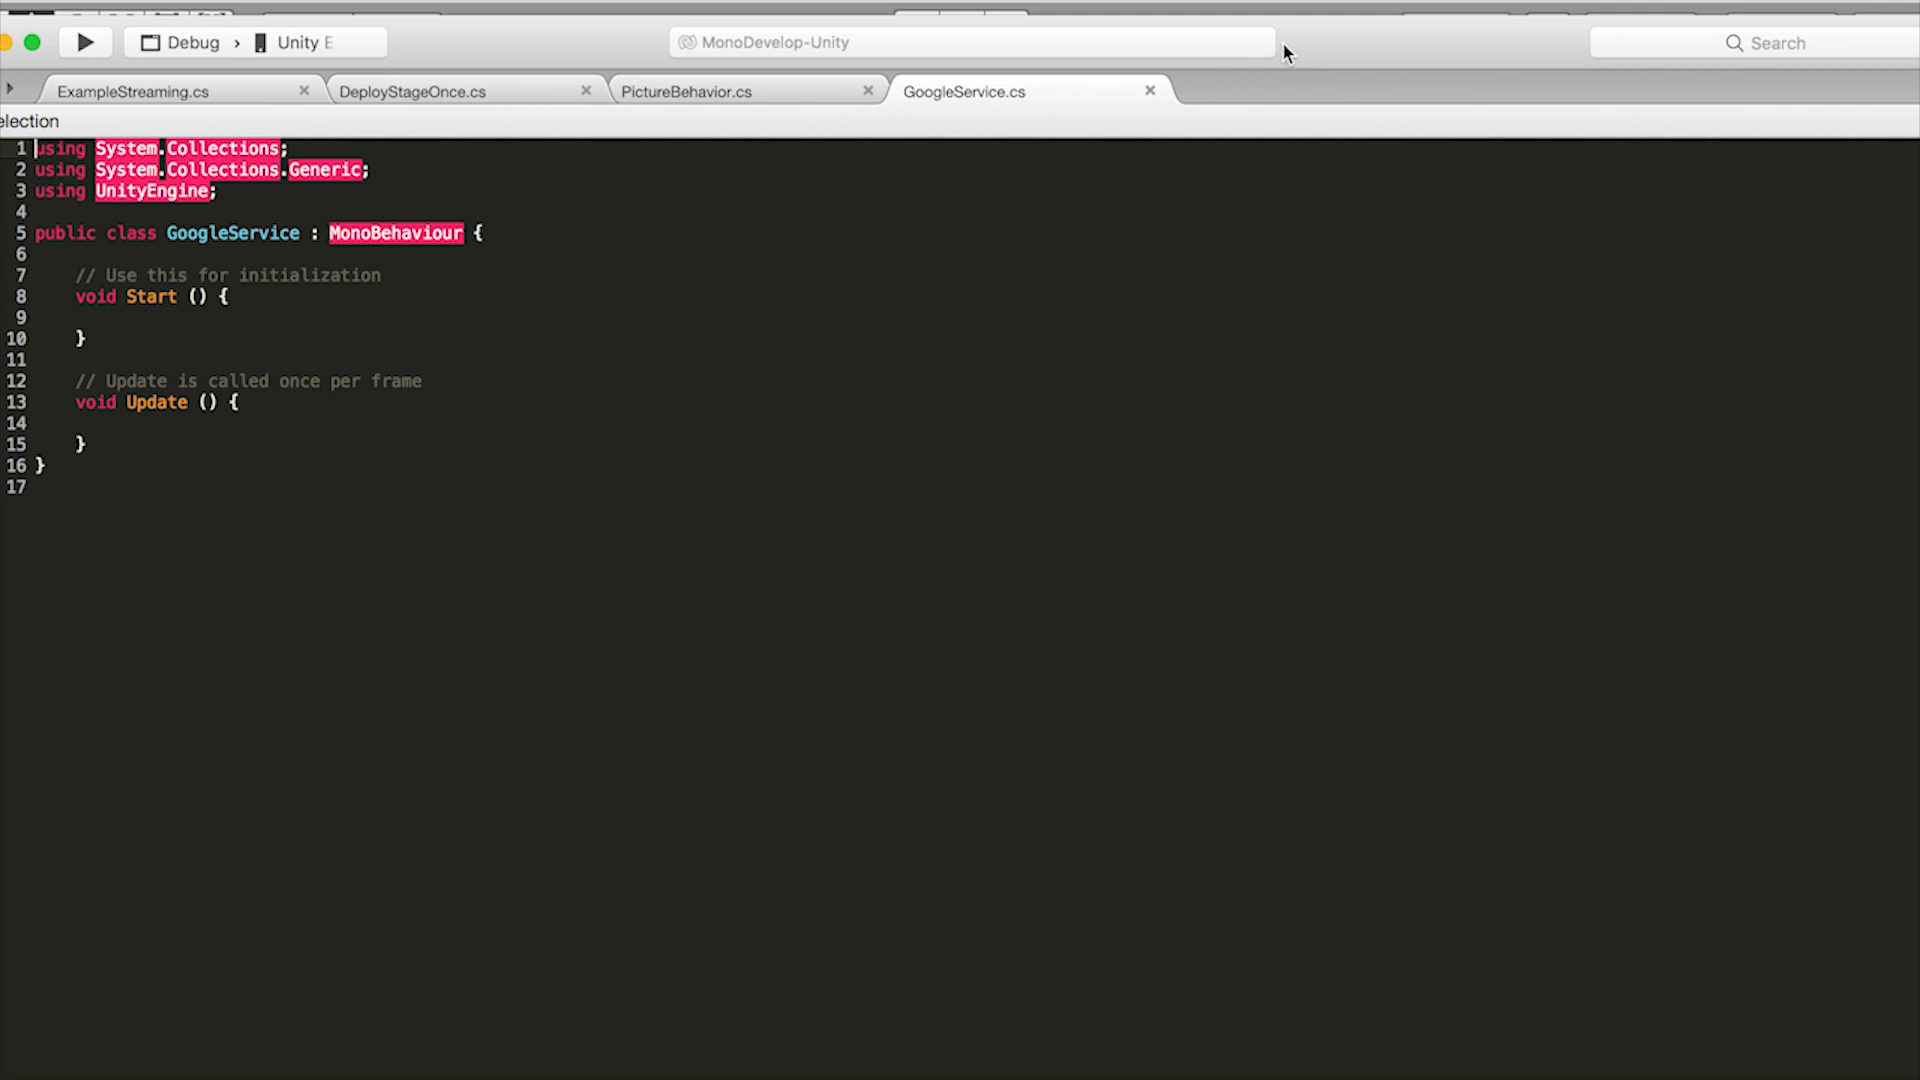 Debug › Unity E
MonoDevelop-Unity
Search
ExampleStreaming.cs
DeployStageOnce.cs
PictureBehavior.cs
GoogleService.cs
election
1 using System.Collections;
2 using System.Collections.Generic;
3 using UnityEngine;
4
5 public class GoogleService : MonoBehaviour {
6
7 // Use this for initialization
8 void Start () {
9
10 }
11
12 // Update is called once per frame
13 void Update () {
14
15 }
16 }
17